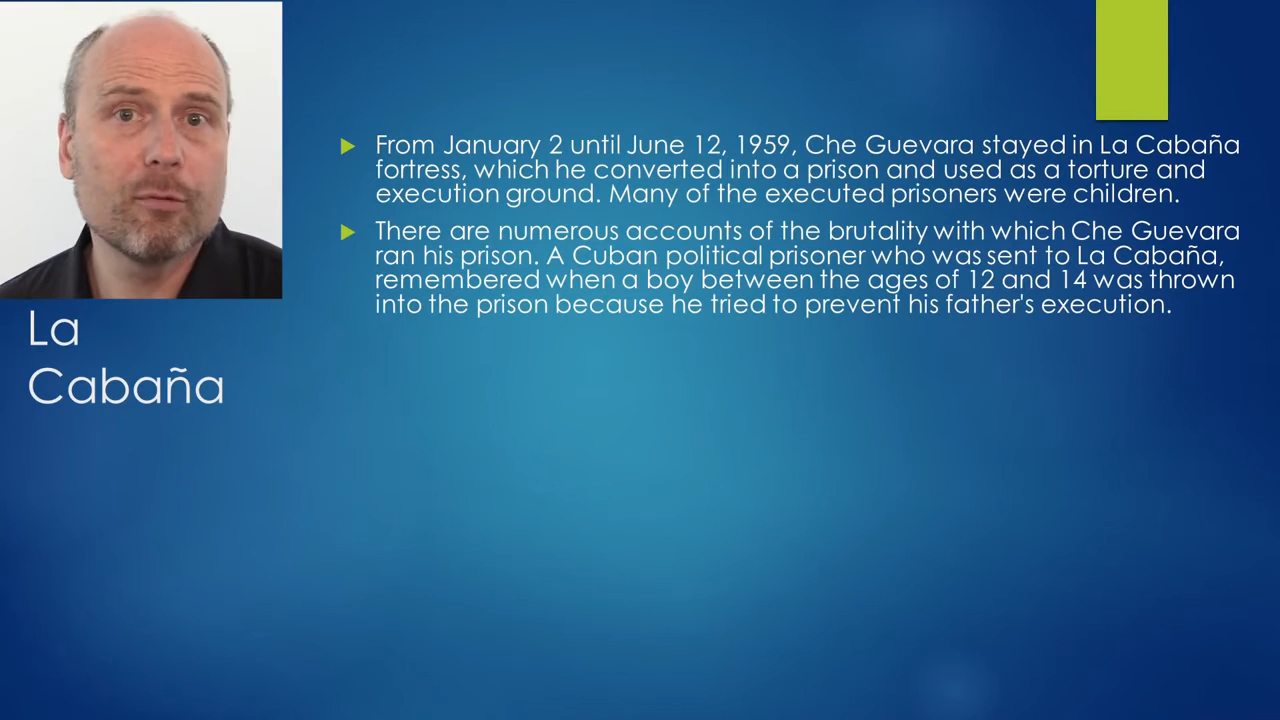 La
Cabaña
From January 2 until June 12, 1959, Che Guevara stayed in La Cabaña
fortress, which he converted into a prison and used as a torture and
execution ground. Many of the executed prisoners were children.
There are numerous accounts of the brutality with which Che Guevara
ran his prison. A Cuban political prisoner who was sent to La Cabaña,
remembered when a boy between the ages of 12 and 14 was thrown
into the prison because he tried to prevent his father's execution.